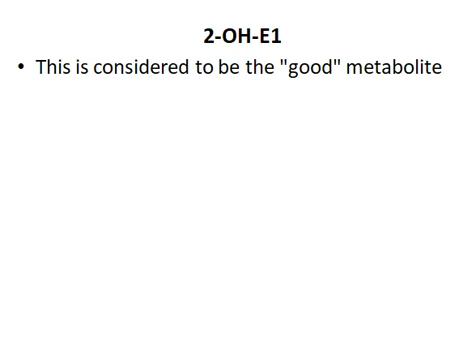 2-OH-E1
• This is considered to be the "good" metabolite